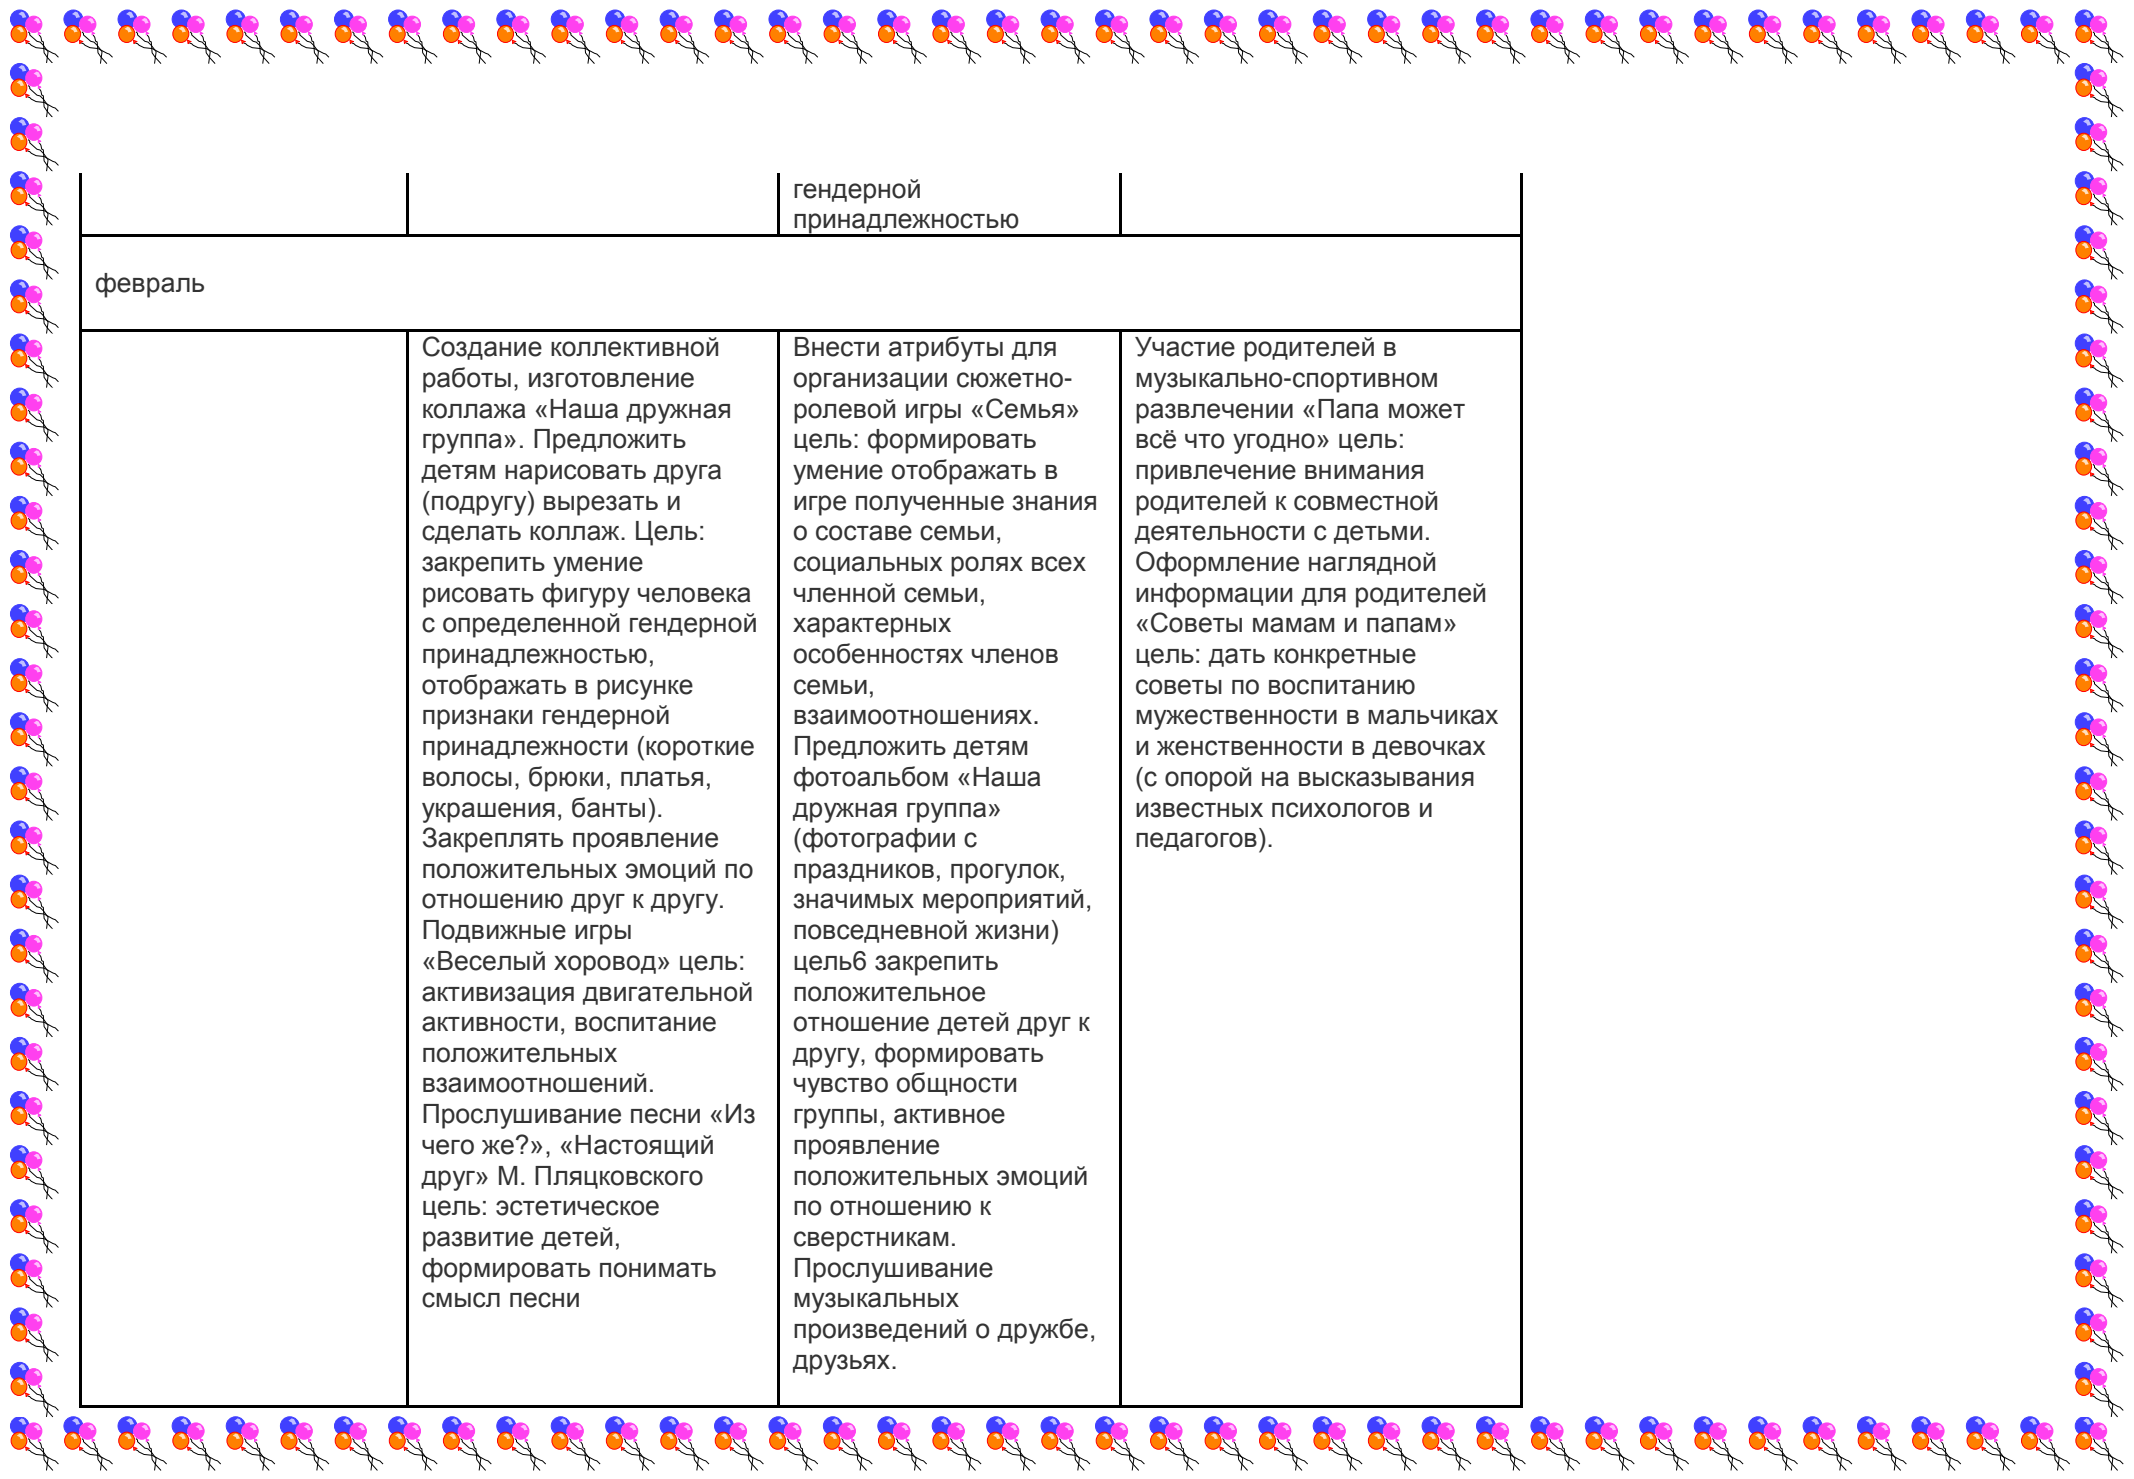 гендерной
принадлежностью
февраль
Создание коллективной
работы, изготовление
коллажа «Наша дружная
группа». Предложить
детям нарисовать друга
(подругу) вырезать и
сделать коллаж. Цель:
закрепить умение
рисовать фигуру человека
с определенной гендерной
принадлежностью,
отображать в рисунке
признаки гендерной
принадлежности (короткие
волосы, брюки, платья,
украшения, банты).
Закреплять проявление
положительных эмоций по
отношению друг к другу.
Подвижные игры
«Веселый хоровод» цель:
активизация двигательной
активности, воспитание
положительных
взаимоотношений.
Прослушивание песни «Из
чего же?», «Настоящий
друг» М. Пляцковского
цель: эстетическое
развитие детей,
формировать понимать
смысл песни
Внести атрибуты для
организации сюжетно-
ролевой игры «Семья»
цель: формировать
умение отображать в
игре полученные знания
о составе семьи,
социальных ролях всех
членной семьи,
характерных
особенностях членов
семьи,
взаимоотношениях.
Предложить детям
фотоальбом «Наша
дружная группа»
(фотографии с
праздников, прогулок,
значимых мероприятий,
повседневной жизни)
цель6 закрепить
положительное
отношение детей друг к
другу, формировать
чувство общности
группы, активное
проявление
положительных эмоций
по отношению к
сверстникам.
Прослушивание
музыкальных
произведений о дружбе,
друзьях.
Участие родителей в
музыкально-спортивном
развлечении «Папа может
всё что угодно» цель:
привлечение внимания
родителей к совместной
деятельности с детьми.
Оформление наглядной
информации для родителей
«Советы мамам и папам»
цель: дать конкретные
советы по воспитанию
мужественности в мальчиках
и женственности в девочках
(с опорой на высказывания
известных психологов и
педагогов).